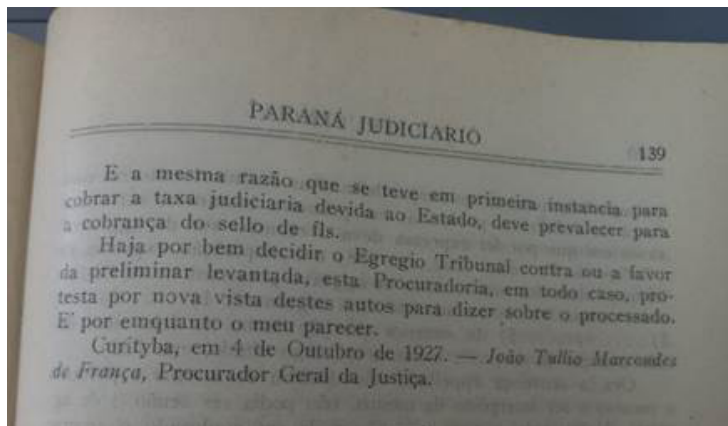 PARANÁ JUDICIARIO
139
E a mesma razão que se teve em primeira instancia para
cobrar a taxa judiciaria devida ao Estado, deve prevalecer para
a cobrança do sello de fls.
Haja por bem decidir o Egregio Tribunal contra ou a favor
da preliminar levantada, esta Procuradoria, em todo caso, pro-
testa por nova vista destes autos para dizer sobre o processado.
E' por emquanto o meu parecer.
Curityba, em 4 de Outubro de 1927. — João Tullio Marcondes
de França, Procurador Geral da Justiça.